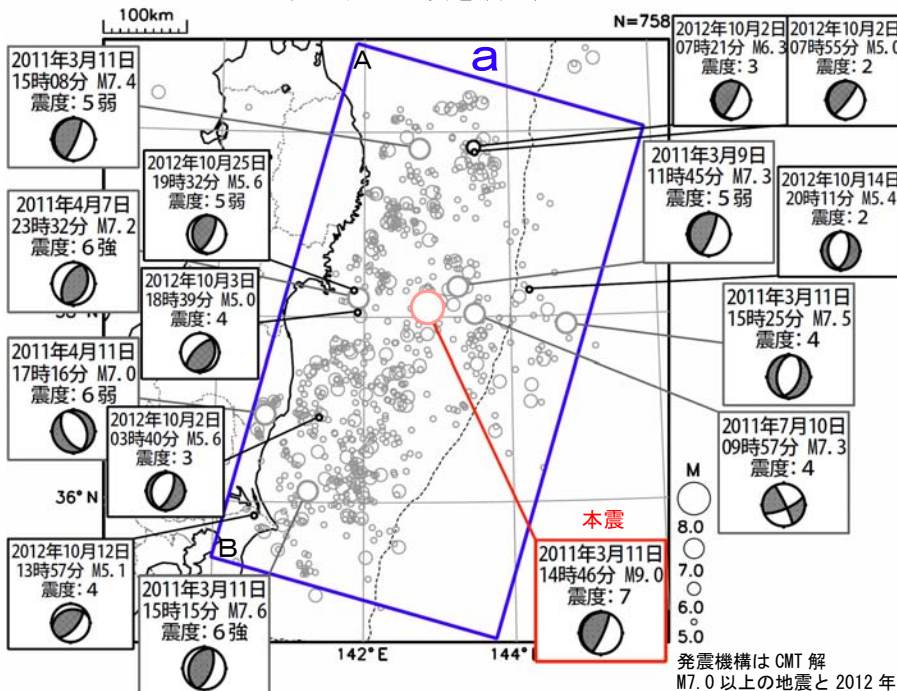 100km
N=758
2011年3月11日
15時08分 M7.4
震度:5弱
2012年10月2日
07時21分 M6.3
震度:3
2012年10月2日
07時55分 M5.0
震度:2
A
a
2012年10月25日
19時32分 M5.6
震度:5弱
2011年3月9日
11時45分 M7.3
震度:5弱
2012年10月14日
20時11分 M5.4
震度:2
2011年4月7日
23時32分 M7.2
震度:6強
2012年10月3日
18時39分 M5.0
震度:4
2011年3月11日
15時25分 M7.5
震度:4
2011年4月11日
17時16分 M7.0
震度:6弱
2012年10月2日
03時40分 M5.6
震度:3
2011年7月10日
09時57分 M7.3
震度:4
36°N
B
本震
2011年3月11日
14時46分 M9.0
震度:7
2012年10月12日
13時57分 M5.1
震度:4
2011年3月11日
15時15分 M7.6
震度:6強
M
8.0
7.0
6.0
5.0
142°E
発震機構は CMT 解
M7.0 以上の地震と 2012 年